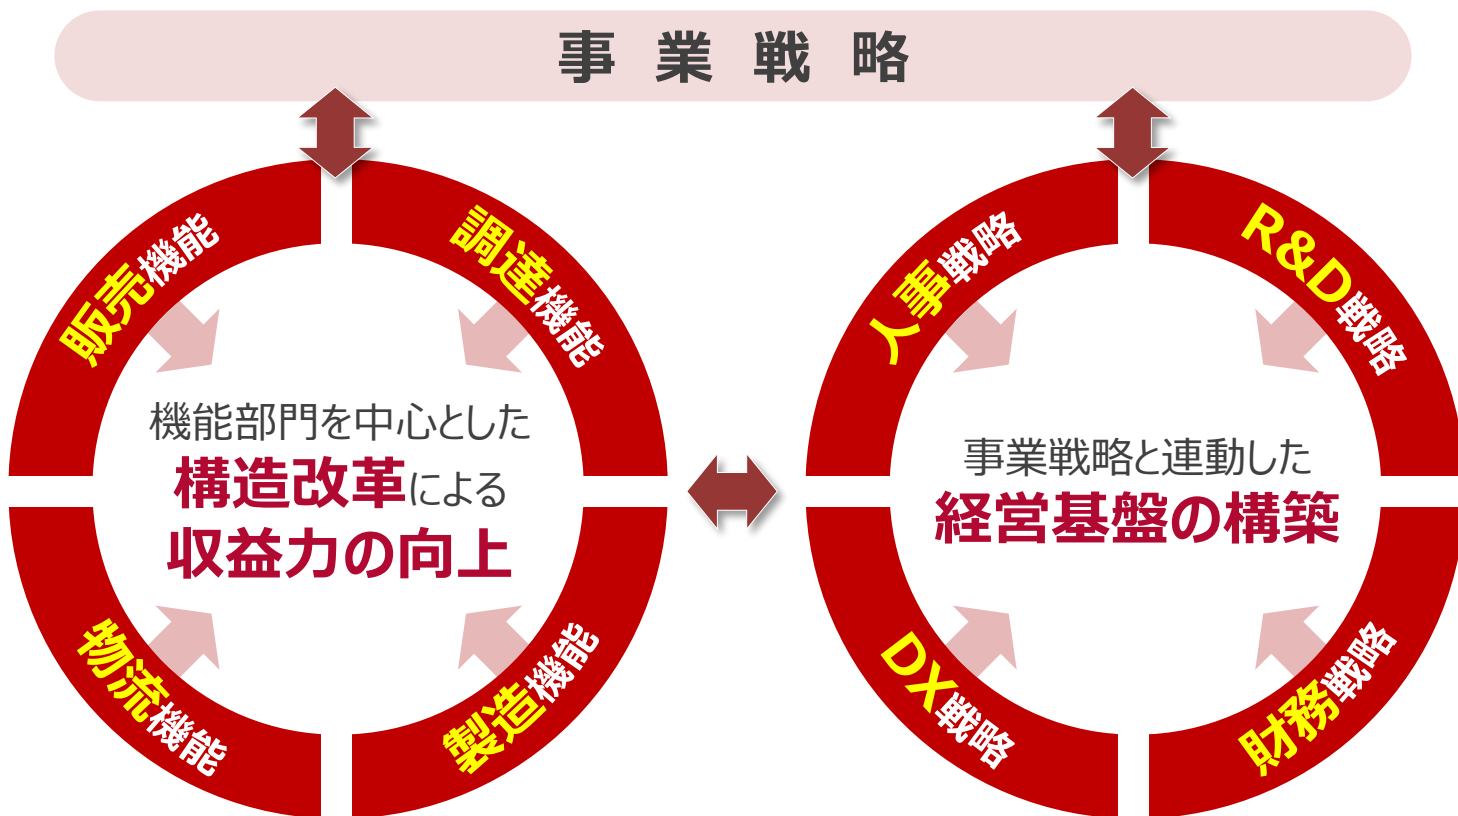 事業戦略
販売機能
調達機能
機能部門を中心とした
構造改革による
収益力の向上
物流機能
製造機能
人事戦略
R&D戦略
事業戦略と連動した
経営基盤の構築
DX戦略
財務戦略